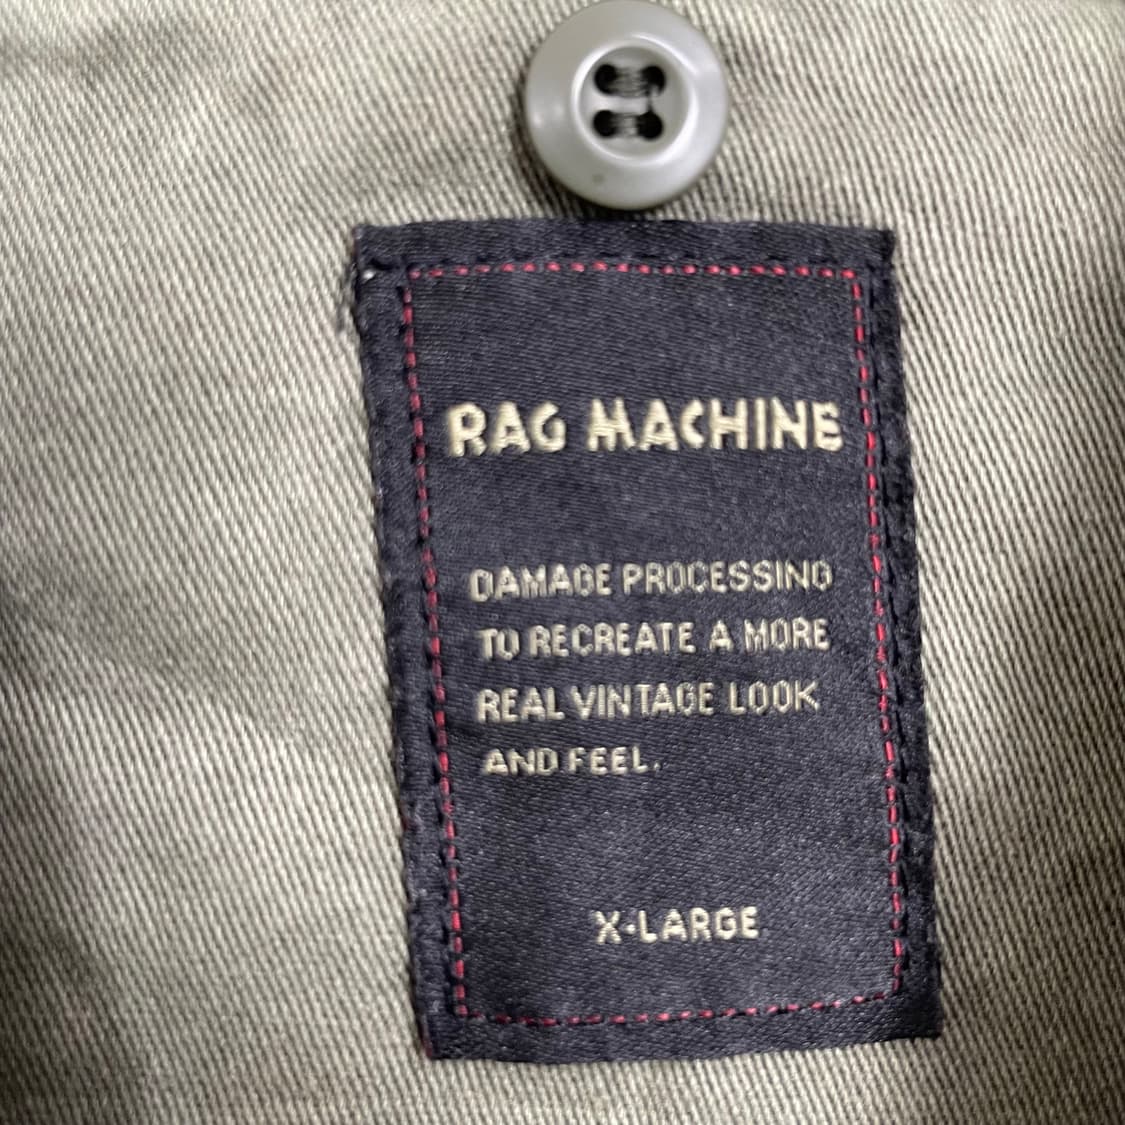 RAG MACHINE
DAMAGE PROCESSING
TO RECREATE A MORE
REAL VINTAGE LOOK
AND FEEL.
X-LARGE